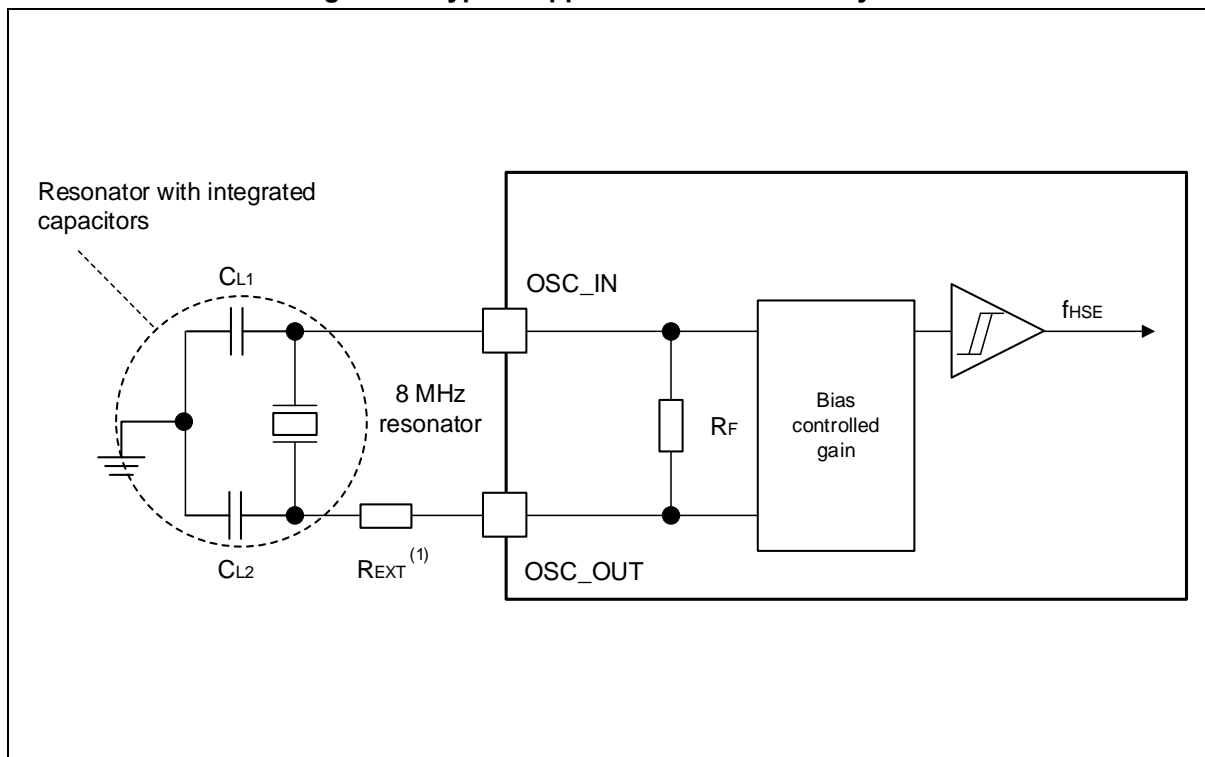 Resonator with integrated
capacitors
CL1
OSC_IN
fHSE
8 MHz
resonator
RF
Bias
controlled
gain
CL2
REXT (1)
OSC_OUT